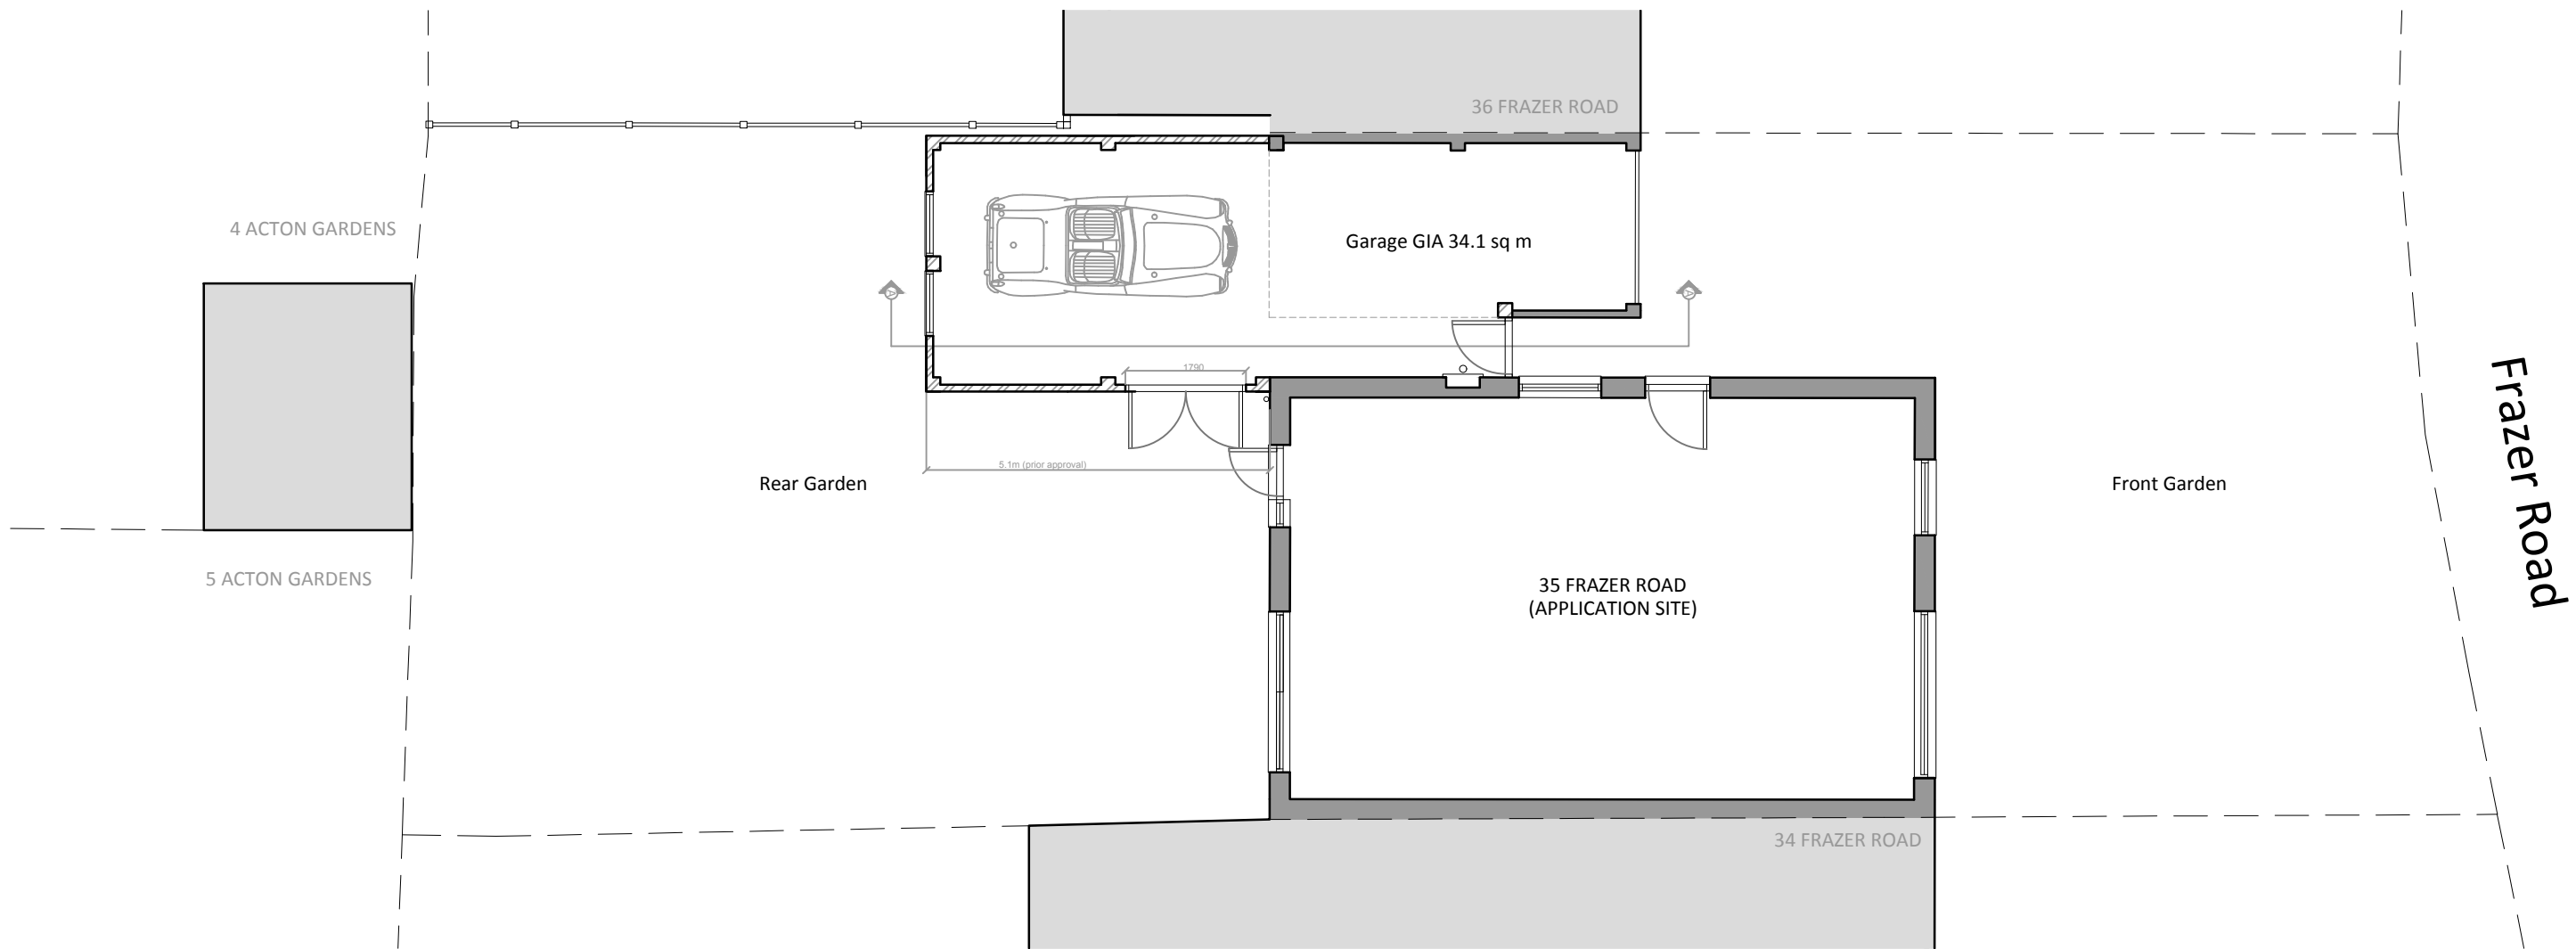 36 FRAZER ROAD
4 ACTON GARDENS
Garage GIA 34.1 sq m
A
A
1790
5.1m (prior approval)
Rear Garden
Front Garden
Frazer Road
5 ACTON GARDENS
35 FRAZER ROAD
(APPLICATION SITE)
34 FRAZER ROAD